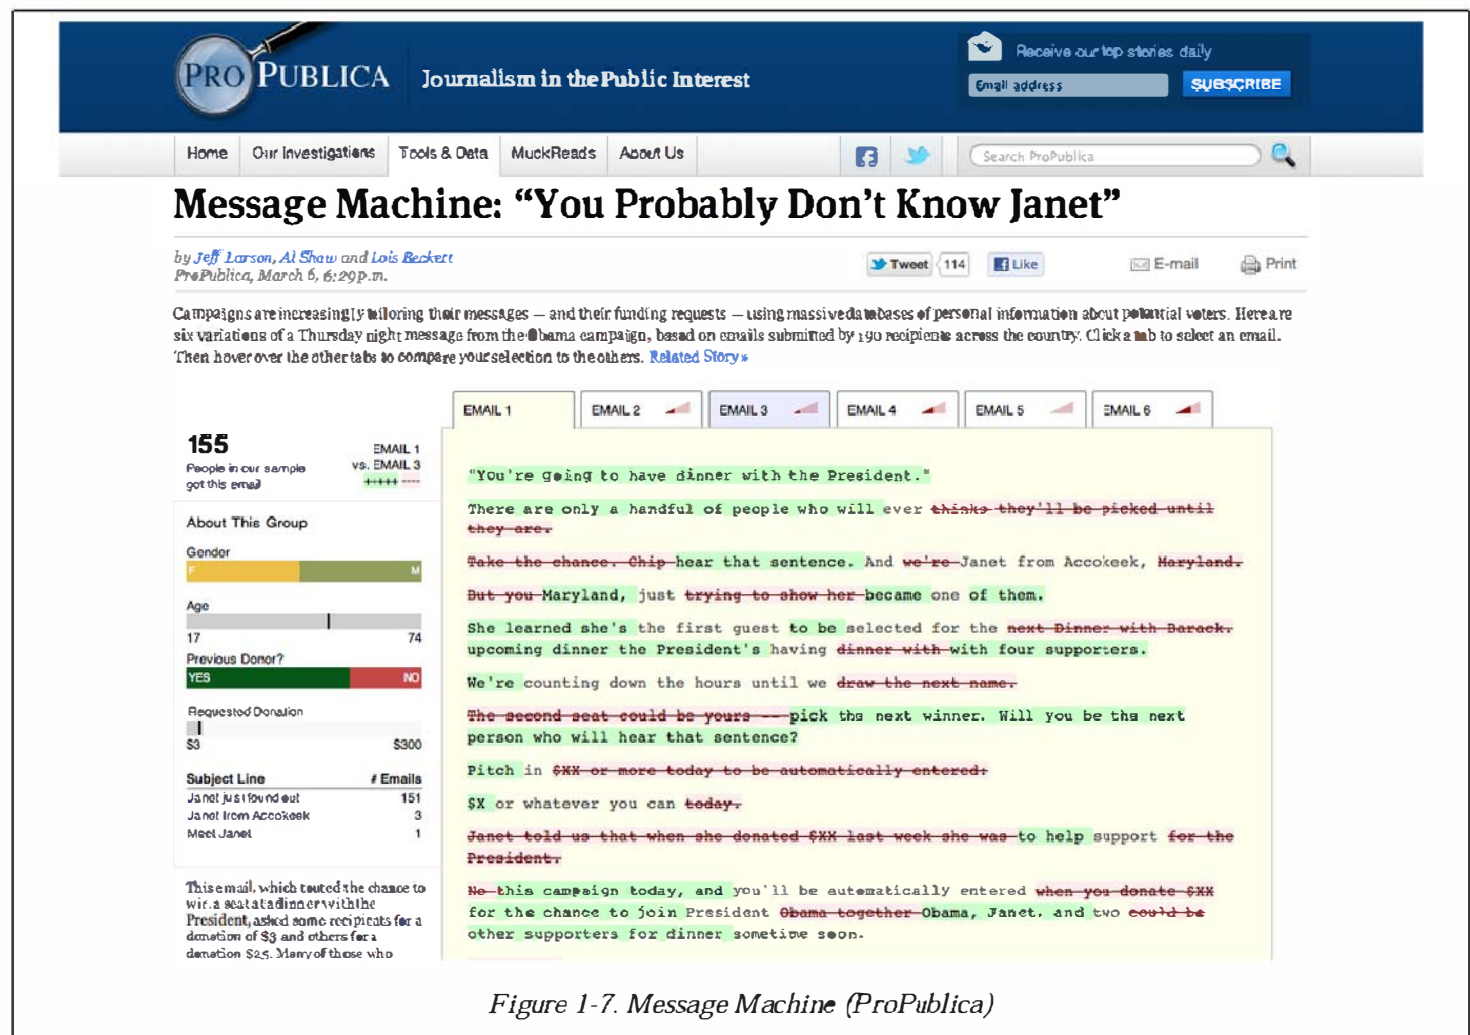 PROPUBLICA
Journalism in the Public Interest
Receive our top stories daily
Email address
SUBSCRIBE
Home
Our Investigations
Tools & Data
MuckReads
About Us
Search ProPublica
Message Machine: “You Probably Don’t Know Janet”
by Jeff Larson, Al Shaw and Lois Beckett
ProPublica, March 6, 6:29 p.m.
Tweet
114
Like
E-mail
Print
Campaigns are increasingly tailoring their messages — and their funding requests — using massive databases of personal information about potential voters. Here are
six variations of a Thursday night message from the Obama campaign, based on emails submitted by 190 recipients across the country. Click a tab to select an email.
Then hover over the other tabs to compare your selection to the others. Related Story »
EMAIL 1
EMAIL 2
EMAIL 3
EMAIL 4
EMAIL 5
EMAIL 6
155
People in our sample
got this email
EMAIL 1
vs. EMAIL 3
+++++ ----
About This Group
Gender
F
M
Age
17
74
Previous Donor?
YES
NO
Requested Donation
$3
$300
Subject Line
# Emails
Janet just found out
151
Janet from Accokeek
3
Meet Janet
1
This email, which touted the chance to
win a seat at a dinner with the
President, asked some recipients for a
donation of $3 and others for a
donation $25. Many of those who
"You're going to have dinner with the President."
There are only a handful of people who will ever thinks they'll be picked until
they are.
Take the chance. Chip hear that sentence. And we're Janet from Accokeek, Maryland.
But you Maryland, just trying to show her became one of them.
She learned she's the first guest to be selected for the next Dinner with Barack.
upcoming dinner the President's having dinner with with four supporters.
We're counting down the hours until we draw the next name.
The second seat could be yours -- pick the next winner. Will you be the next
person who will hear that sentence?
Pitch in $XX or more today to be automatically entered:
$X or whatever you can today.
Janet told us that when she donated $XX last week she was to help support for the
President.
No this campaign today, and you'll be automatically entered when you donate $XX
for the chance to join President Obama together Obama, Janet, and two could be
other supporters for dinner sometime soon.
Figure 1-7. Message Machine (ProPublica)